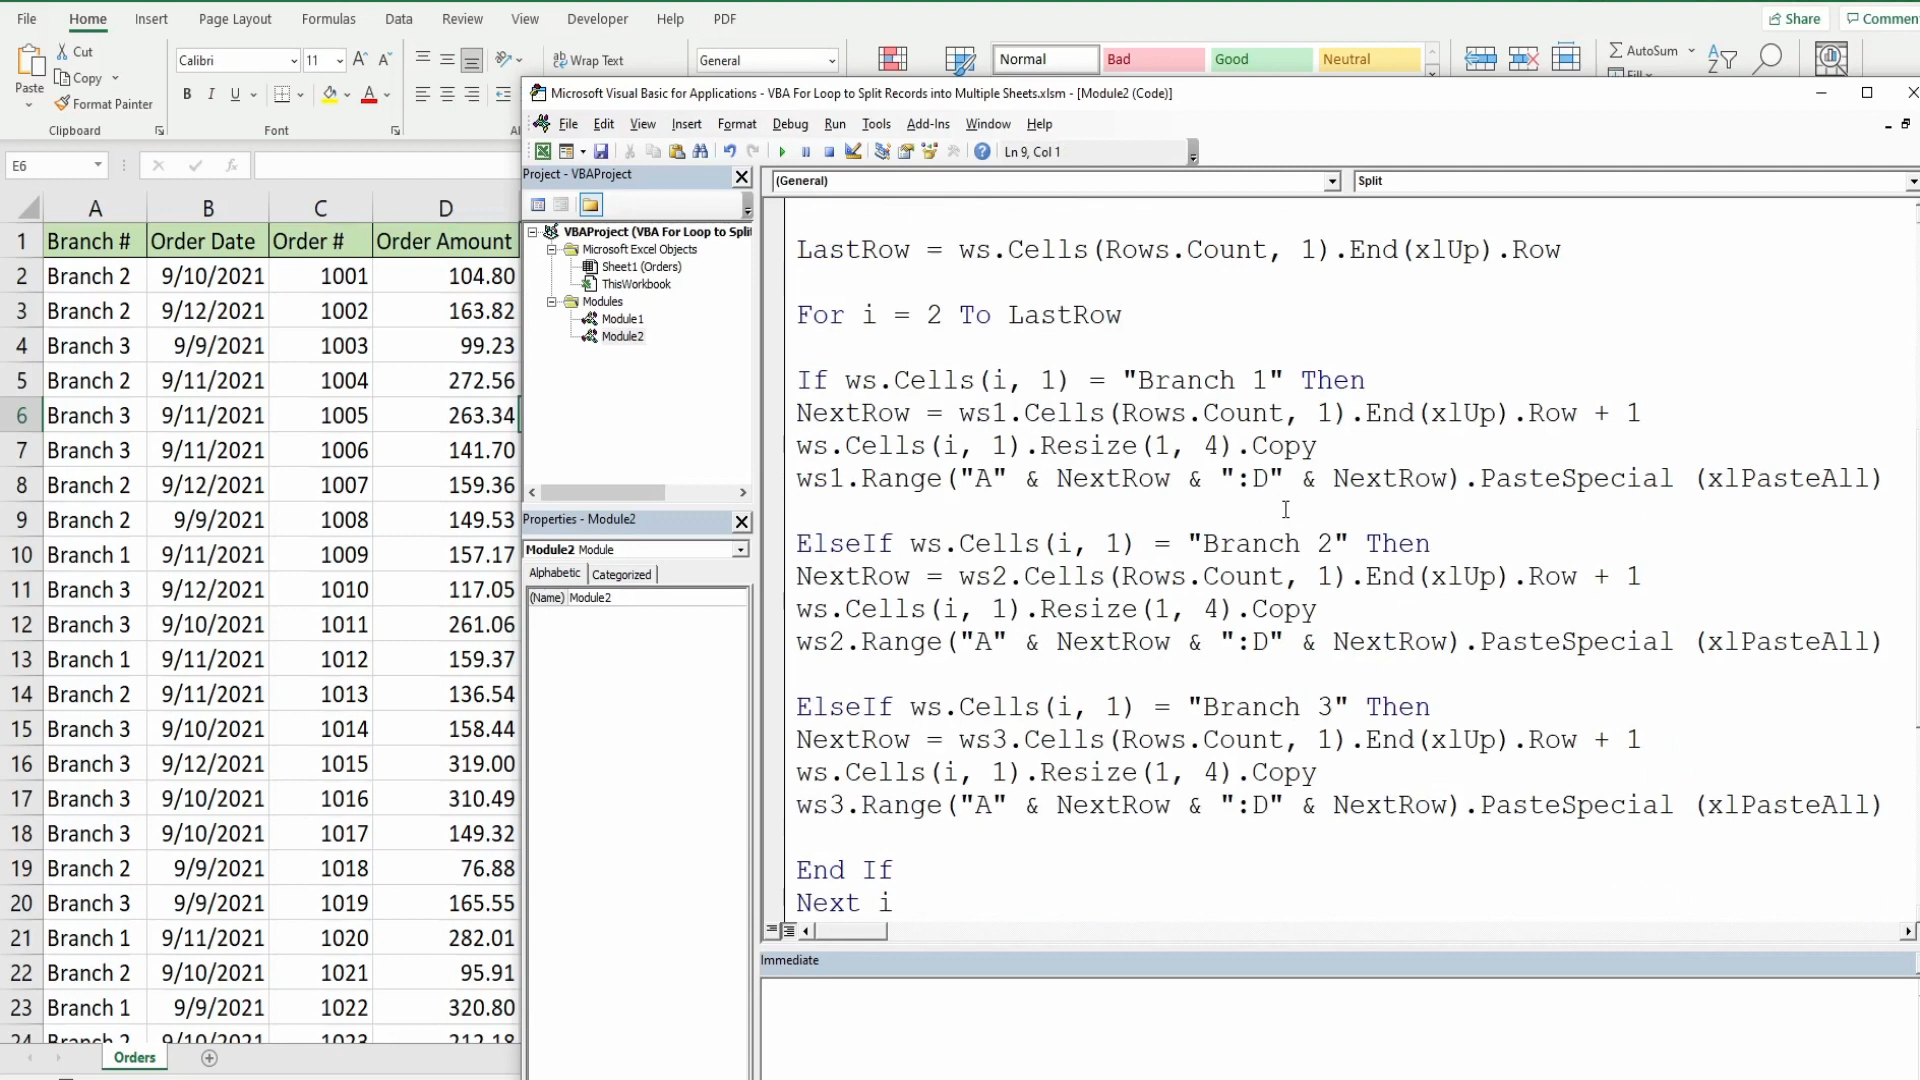 File Home Insert Page Layout Formulas Data Review View Developer Help PDF Share Comment
Cut
Copy
Format Painter
Paste
Clipboard
Calibri 11
B I U
Font
Wrap Text
General
Normal Bad Good Neutral
AutoSum
Microsoft Visual Basic for Applications - VBA For Loop to Split Records into Multiple Sheets.xlsm - [Module2 (Code)]
File Edit View Insert Format Debug Run Tools Add-Ins Window Help
Ln 9, Col 1
E6
fx
A B C D
1 Branch # Order Date Order # Order Amount
2 Branch 2 9/10/2021 1001 104.80
3 Branch 2 9/12/2021 1002 163.82
4 Branch 3 9/9/2021 1003 99.23
5 Branch 2 9/11/2021 1004 272.56
6 Branch 3 9/11/2021 1005 263.34
7 Branch 3 9/11/2021 1006 141.70
8 Branch 2 9/12/2021 1007 159.36
9 Branch 2 9/9/2021 1008 149.53
10 Branch 1 9/11/2021 1009 157.17
11 Branch 3 9/12/2021 1010 117.05
12 Branch 3 9/10/2021 1011 261.06
13 Branch 1 9/11/2021 1012 159.37
14 Branch 2 9/11/2021 1013 136.54
15 Branch 3 9/10/2021 1014 158.44
16 Branch 3 9/12/2021 1015 319.00
17 Branch 3 9/10/2021 1016 310.49
18 Branch 3 9/10/2021 1017 149.32
19 Branch 2 9/9/2021 1018 76.88
20 Branch 3 9/9/2021 1019 165.55
21 Branch 1 9/11/2021 1020 282.01
22 Branch 2 9/10/2021 1021 95.91
23 Branch 1 9/9/2021 1022 320.80
24 Branch 2 9/10/2021 1023 212.18
Orders
Project - VBAProject
VBAProject (VBA For Loop to Split
Microsoft Excel Objects
Sheet1 (Orders)
ThisWorkbook
Modules
Module1
Module2
Properties - Module2
Module2 Module
Alphabetic Categorized
(Name) Module2
(General) Split
LastRow = ws.Cells(Rows.Count, 1).End(xlUp).Row
For i = 2 To LastRow
If ws.Cells(i, 1) = "Branch 1" Then
NextRow = ws1.Cells(Rows.Count, 1).End(xlUp).Row + 1
ws.Cells(i, 1).Resize(1, 4).Copy
ws1.Range("A" & NextRow & ":D" & NextRow).PasteSpecial (xlPasteAll)
ElseIf ws.Cells(i, 1) = "Branch 2" Then
NextRow = ws2.Cells(Rows.Count, 1).End(xlUp).Row + 1
ws.Cells(i, 1).Resize(1, 4).Copy
ws2.Range("A" & NextRow & ":D" & NextRow).PasteSpecial (xlPasteAll)
ElseIf ws.Cells(i, 1) = "Branch 3" Then
NextRow = ws3.Cells(Rows.Count, 1).End(xlUp).Row + 1
ws.Cells(i, 1).Resize(1, 4).Copy
ws3.Range("A" & NextRow & ":D" & NextRow).PasteSpecial (xlPasteAll)
End If
Next i
Immediate